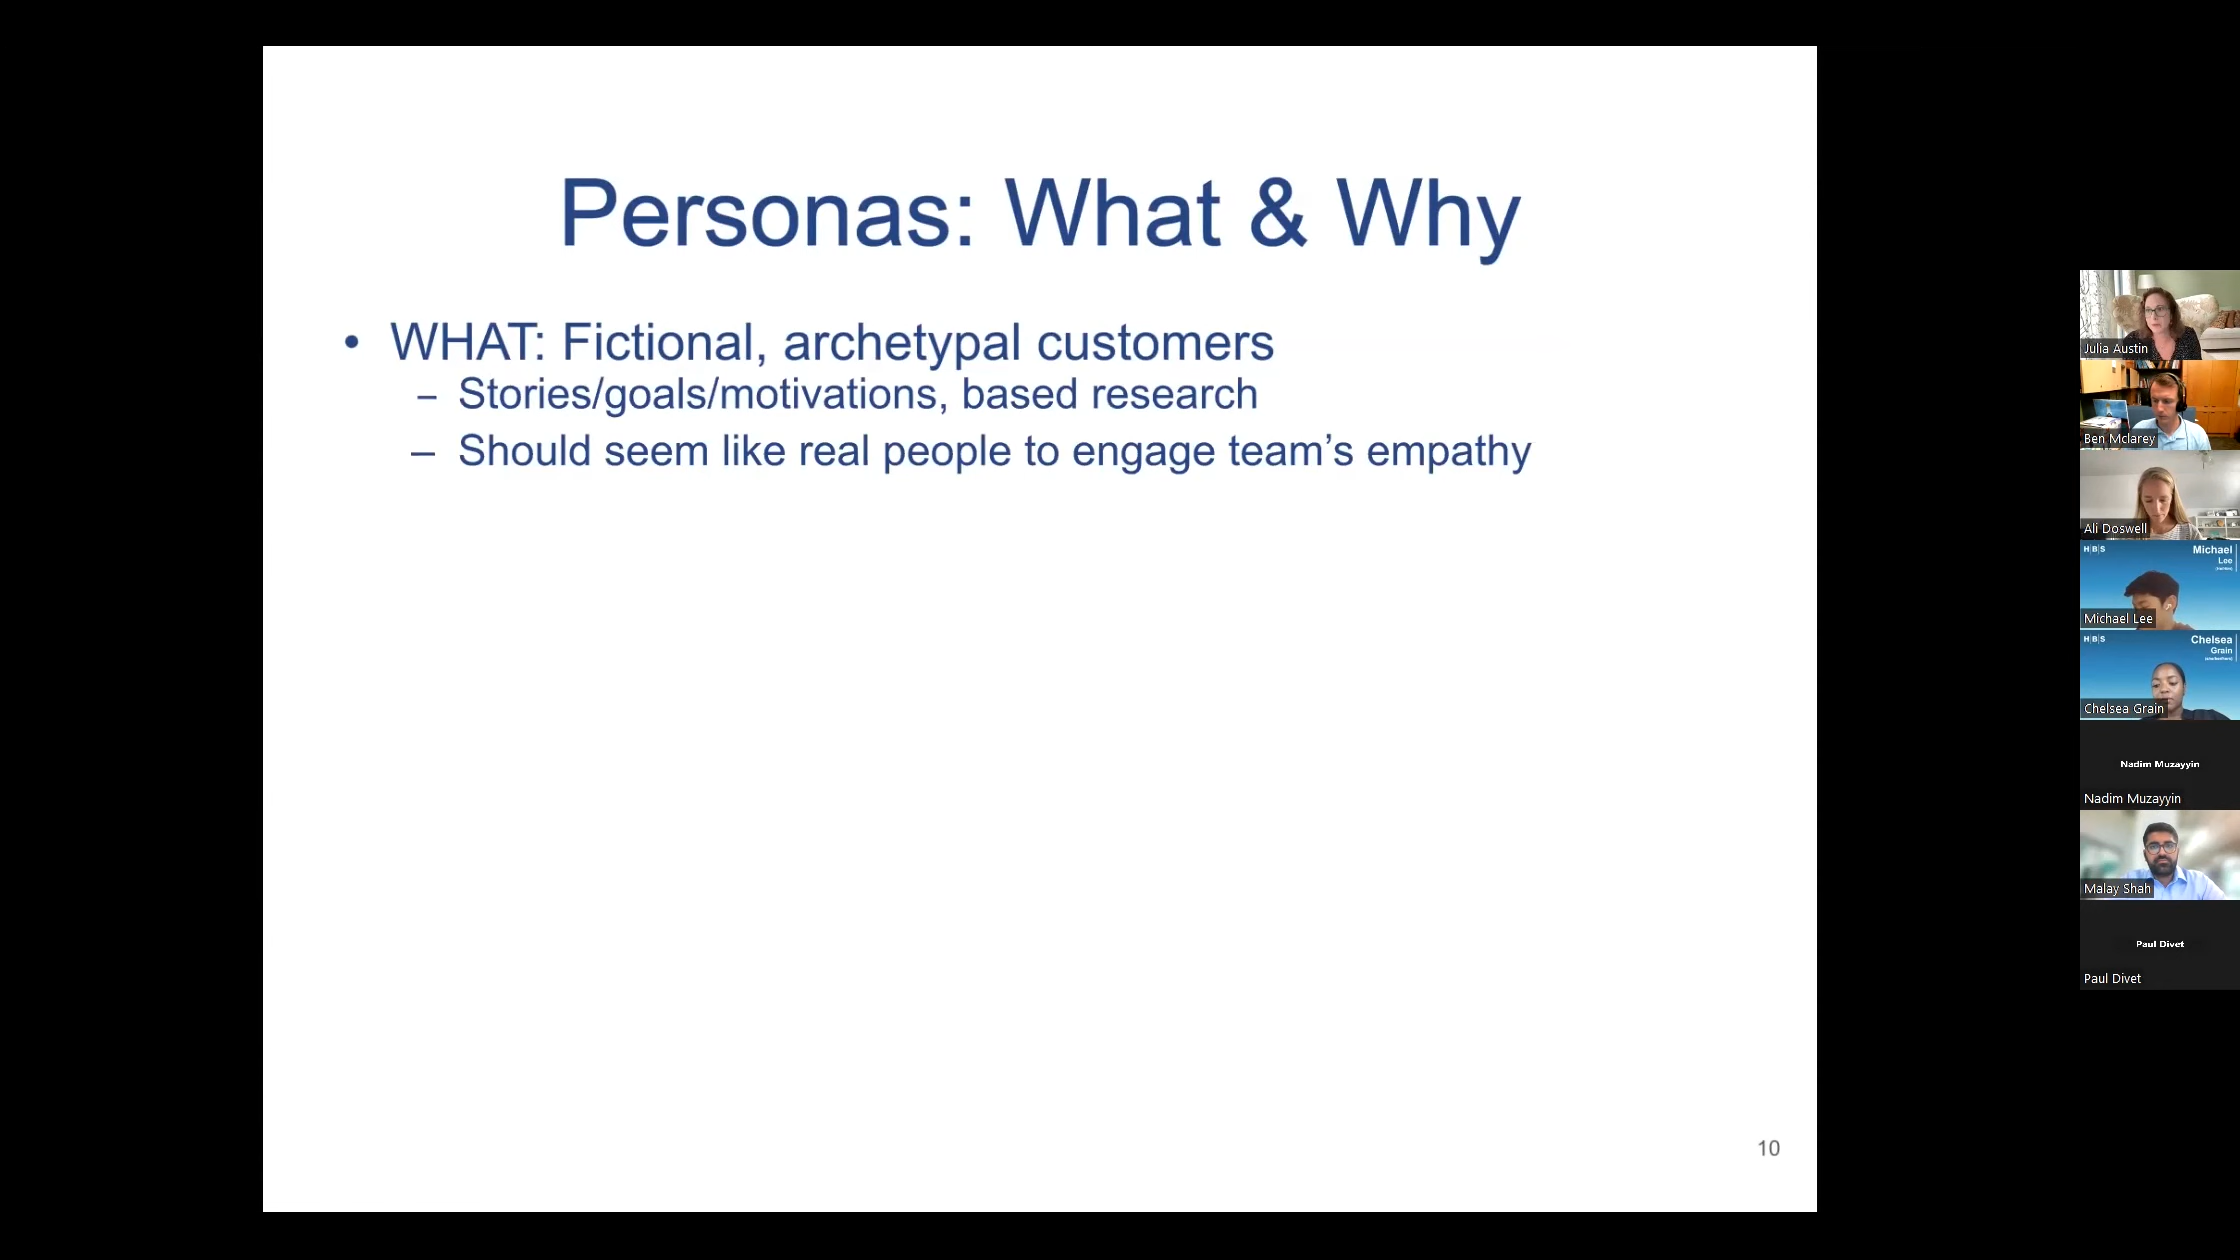 Personas: What & Why
• WHAT: Fictional, archetypal customers
– Stories/goals/motivations, based research
– Should seem like real people to engage team’s empathy
10
Julia Austin
Ben Mclarey
Ali Doswell
H|B|S
Michael
Lee
Michael Lee
H|B|S
Chelsea
Grain
Chelsea Grain
Nadim Muzayyin
Nadim Muzayyin
Malay Shah
Paul Divet
Paul Divet